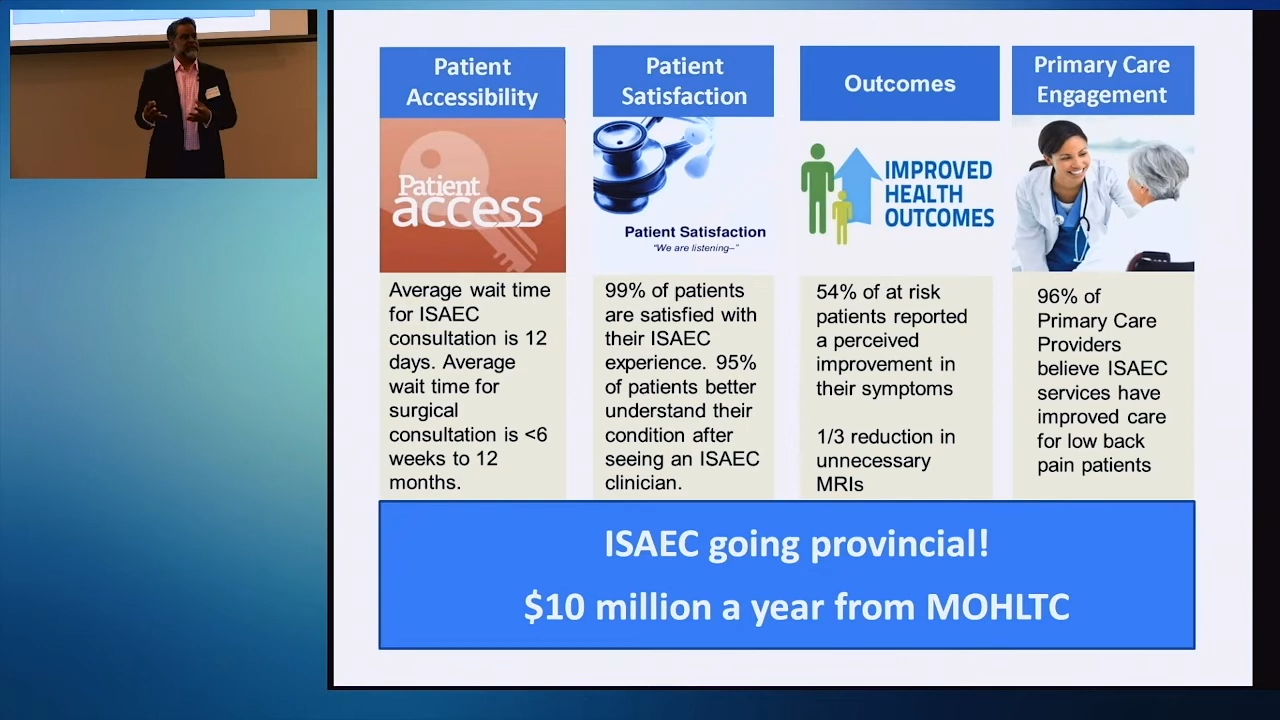 Patient
Accessibility
Patient
access
Average wait time
for ISAEC
consultation is 12
days. Average
wait time for
surgical
consultation is <6
weeks to 12
months.
Patient
Satisfaction
Patient Satisfaction
"We are listening–"
99% of patients
are satisfied with
their ISAEC
experience. 95%
of patients better
understand their
condition after
seeing an ISAEC
clinician.
Outcomes
IMPROVED
HEALTH
OUTCOMES
54% of at risk
patients reported
a perceived
improvement in
their symptoms
1/3 reduction in
unnecessary
MRIs
Primary Care
Engagement
96% of
Primary Care
Providers
believe ISAEC
services have
improved care
for low back
pain patients
ISAEC going provincial!
$10 million a year from MOHLTC